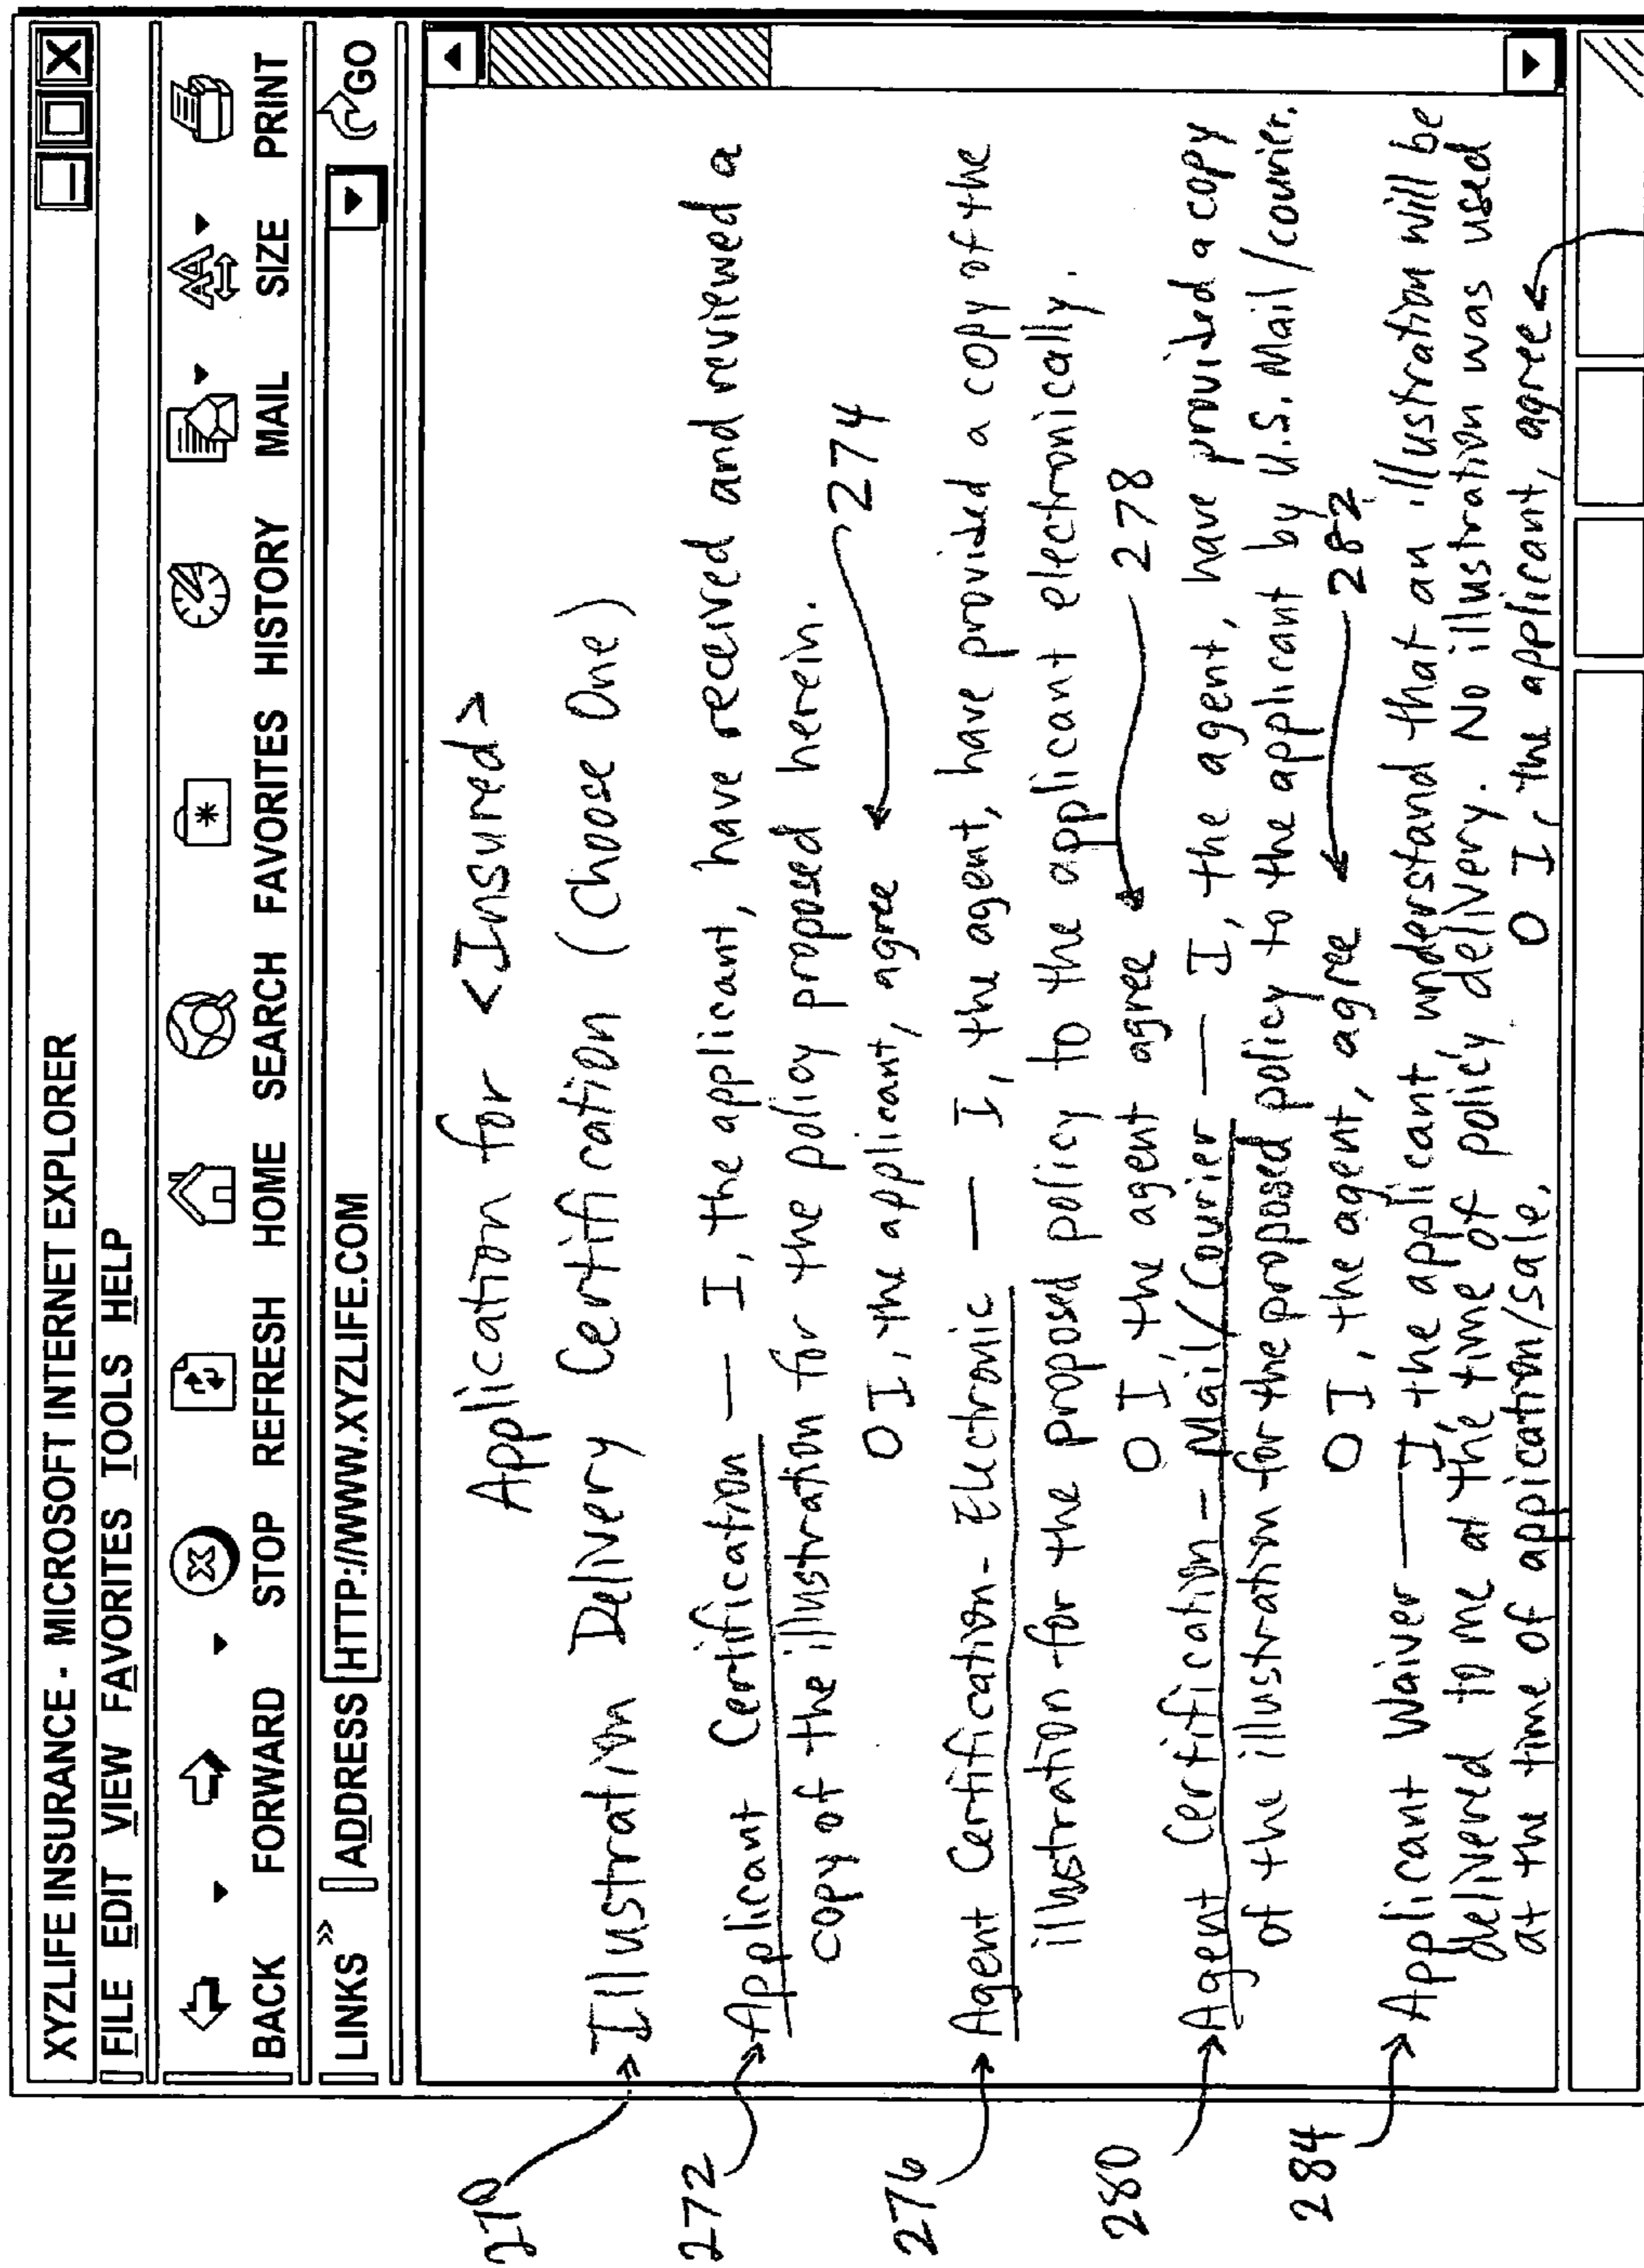 XYZLIFE INSURANCE - MICROSOFT INTERNET EXPLORER
FILE EDIT VIEW FAVORITES TOOLS HELP
BACK FORWARD STOP REFRESH HOME SEARCH FAVORITES HISTORY MAIL SIZE PRINT
LINKS » ADDRESS HTTP://WWW.XYZLIFE.COM GO
Application for <Insured>
270 Illustration Delivery Certification (Choose One)
272 Applicant Certification — I, the applicant, have received and reviewed a
copy of the illustration for the policy proposed herein.
O I, the applicant, agree 274
276 Agent Certification - Electronic — I, the agent, have provided a copy of the
illustration for the proposed policy to the applicant electronically.
O I, the agent agree 278
280 Agent Certification - Mail/Courier — I, the agent, have provided a copy
of the illustration for the proposed policy to the applicant by U.S. Mail/courier.
O I, the agent, agree 282
284 Applicant Waiver — I the applicant understand that an illustration will be
delivered to me at the time of policy delivery. No illustration was used
at the time of appication/sale. O I, the applicant, agree